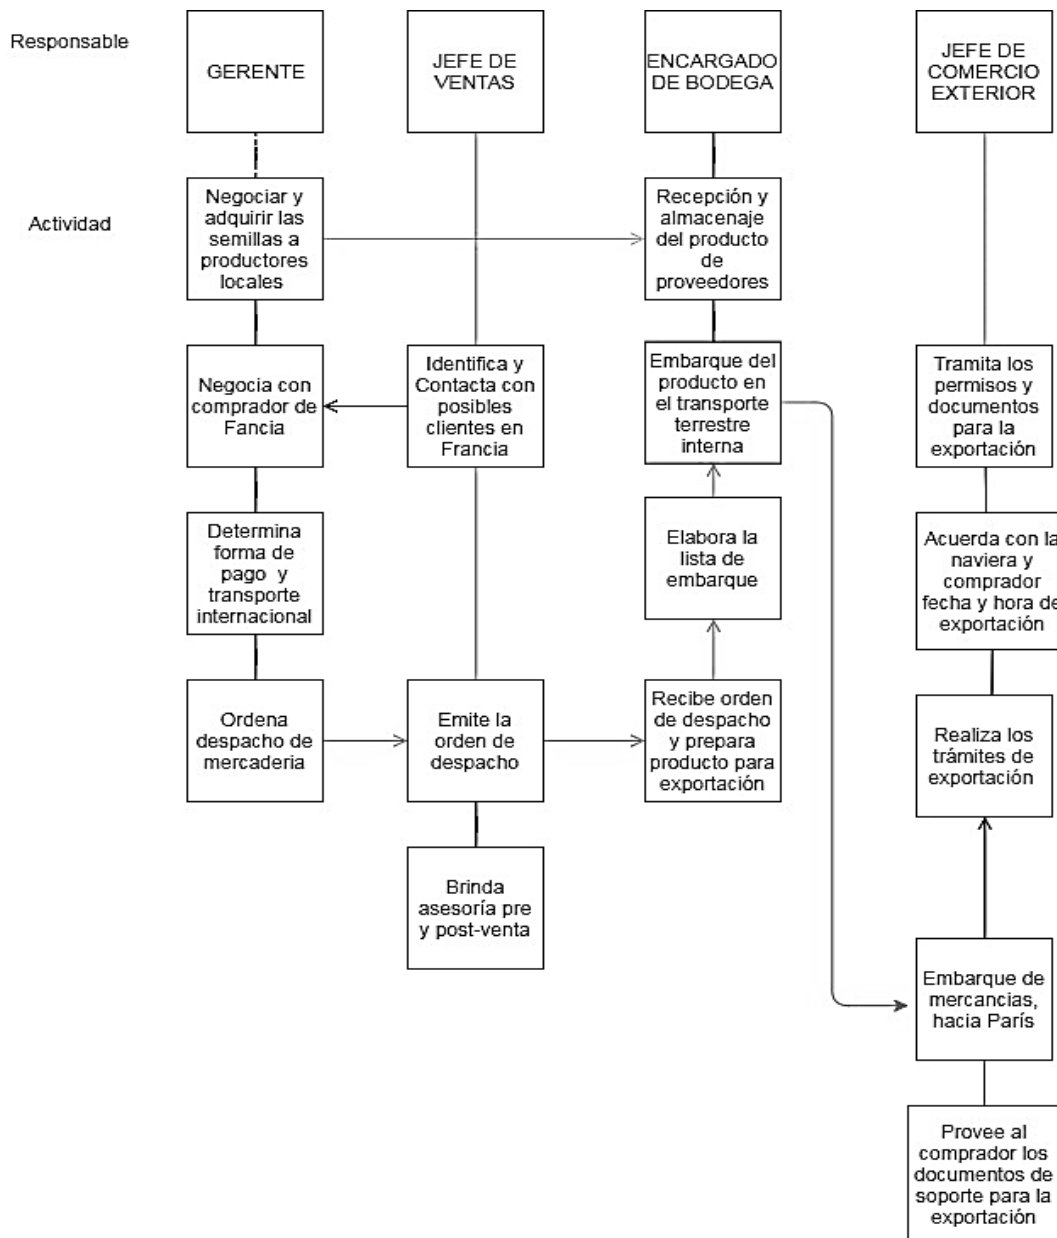 Responsable
GERENTE
JEFE DE
VENTAS
ENCARGADO
DE BODEGA
JEFE DE
COMERCIO
EXTERIOR
Actividad
Negociar y
adquirir las
semillas a
productores
locales
Recepción y
almacenaje
del producto
de
proveedores
Negocia con
comprador de
Fancia
Identifica y
Contacta con
posibles
clientes en
Francia
Embarque del
producto en
el transporte
terrestre
interna
Tramita los
permisos y
documentos
para la
exportación
Determina
forma de
pago y
transporte
internacional
Elabora la
lista de
embarque
Acuerda con la
naviera y
comprador
fecha y hora de
exportación
Ordena
despacho de
mercaderia
Emite la
orden de
despacho
Recibe orden
de despacho
y prepara
producto para
exportación
Realiza los
trámites de
exportación
Brinda
asesoría pre
y post-venta
Embarque de
mercancias,
hacia París
Provee al
comprador los
documentos de
soporte para la
exportación